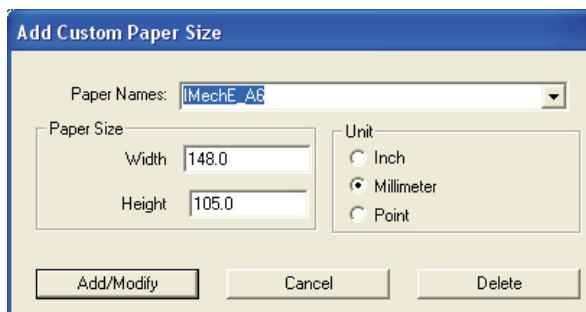 Add Custom Paper Size
Paper Names: IMechE_A6
Paper Size
Width 148.0
Height 105.0
Unit
Inch
Millimeter
Point
Add/Modify Cancel Delete